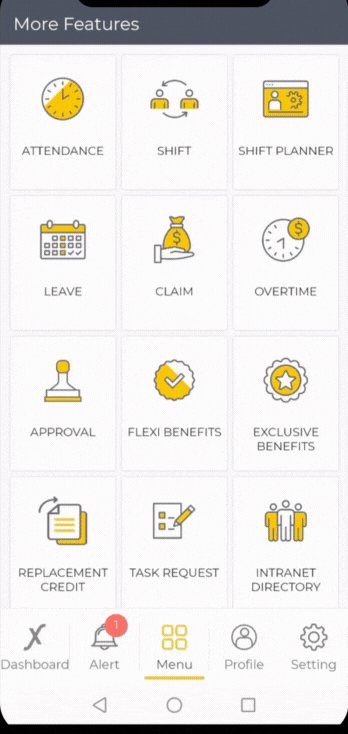 More Features
ATTENDANCE
SHIFT
SHIFT PLANNER
LEAVE
CLAIM
OVERTIME
APPROVAL
FLEXI BENEFITS
EXCLUSIVE
BENEFITS
REPLACEMENT
CREDIT
TASK REQUEST
INTRANET
DIRECTORY
1
Dashboard
Alert
Menu
Profile
Setting